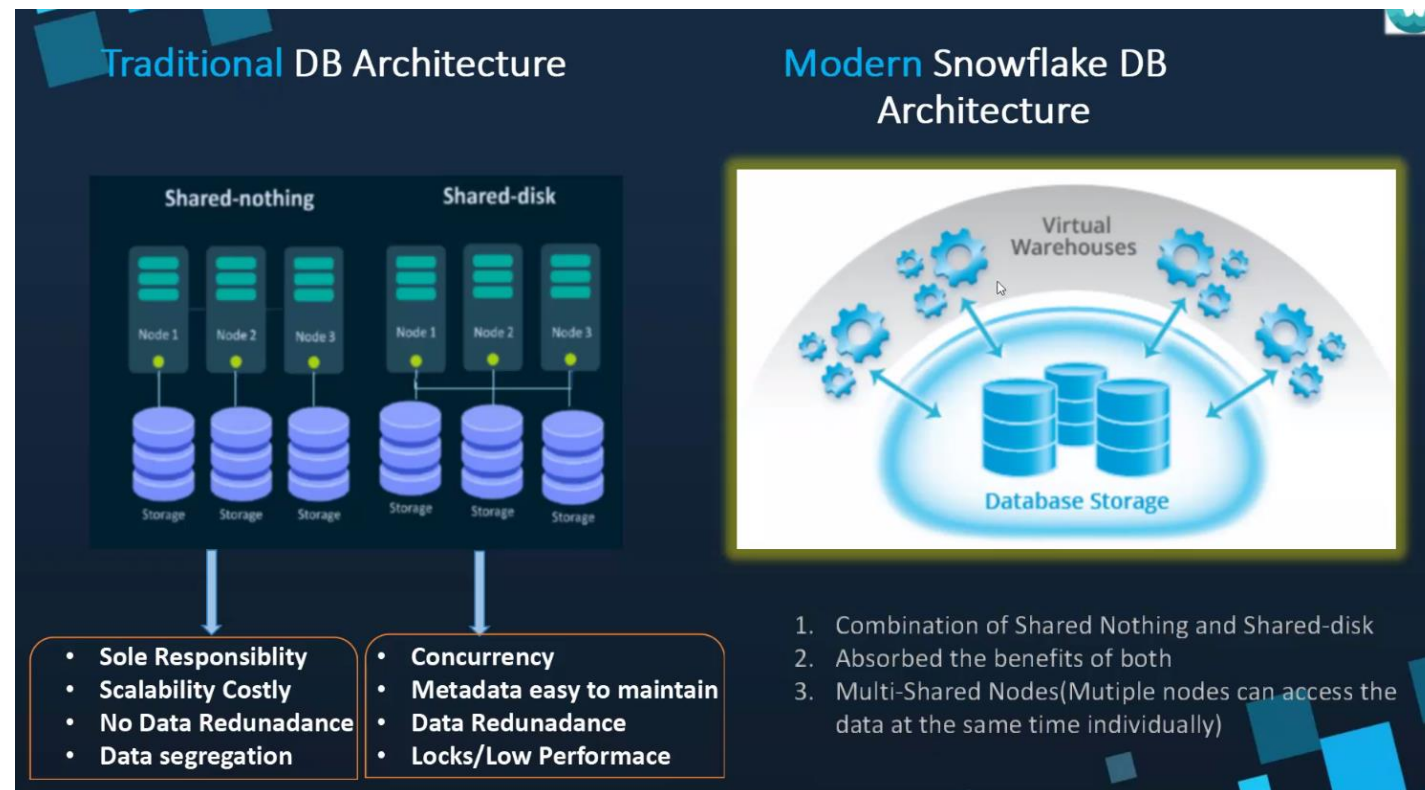 Traditional DB Architecture
Modern Snowflake DB
Architecture
Shared-nothing
Shared-disk
Node 1
Node 2
Node 3
Node 1
Node 2
Node 3
Storage
Storage
Storage
Storage
Storage
Storage
Virtual
Warehouses
Database Storage
• Sole Responsiblity
• Scalability Costly
• No Data Redunadance
• Data segregation
• Concurrency
• Metadata easy to maintain
• Data Redunadance
• Locks/Low Performace
1. Combination of Shared Nothing and Shared-disk
2. Absorbed the benefits of both
3. Multi-Shared Nodes(Mutiple nodes can access the
data at the same time individually)